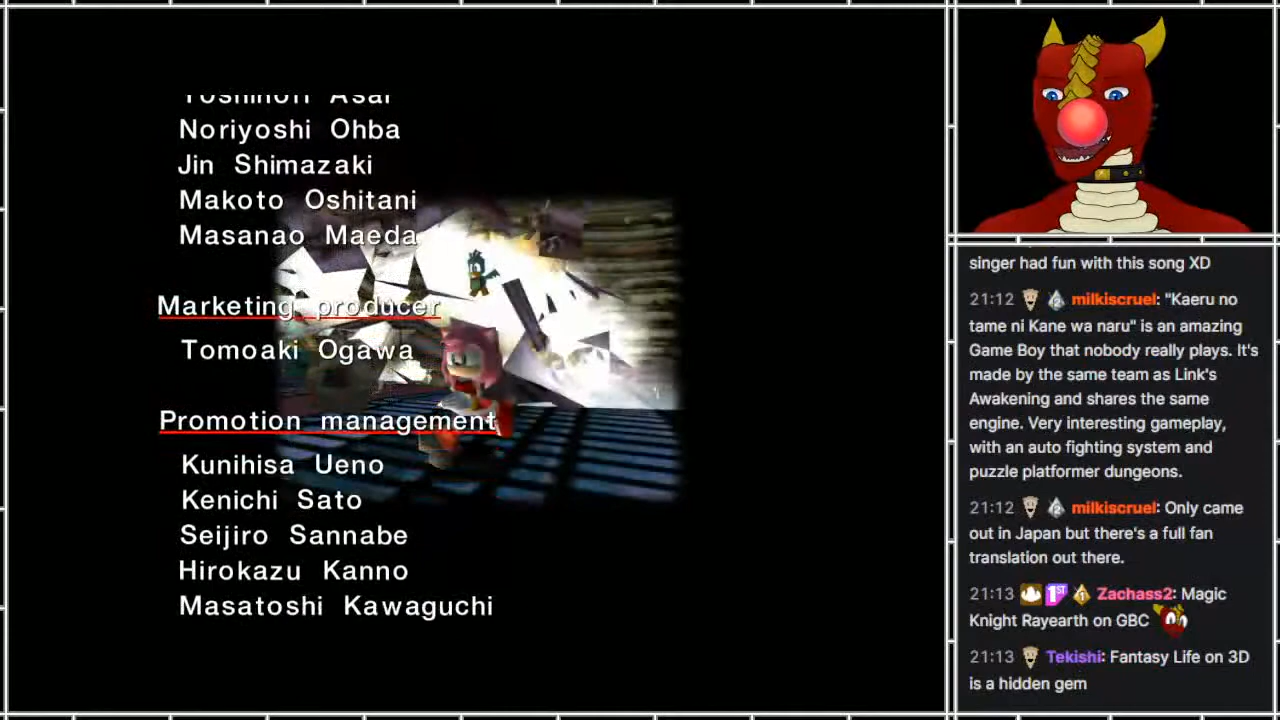 Yoshinori Asai
Noriyoshi Ohba
Jin Shimazaki
Makoto Oshitani
Masanao Maeda
Marketing producer
Tomoaki Ogawa
Promotion management
Kunihisa Ueno
Kenichi Sato
Seijiro Sannabe
Hirokazu Kanno
Masatoshi Kawaguchi
singer had fun with this song XD
21:12 milkiscruel: "Kaeru no
tame ni Kane wa naru" is an amazing
Game Boy that nobody really plays. It's
made by the same team as Link's
Awakening and shares the same
engine. Very interesting gameplay,
with an auto fighting system and
puzzle platformer dungeons.
21:12 milkiscruel: Only came
out in Japan but there's a full fan
translation out there.
21:13 1ST Zachass2: Magic
Knight Rayearth on GBC
21:13 Tekishi: Fantasy Life on 3D
is a hidden gem